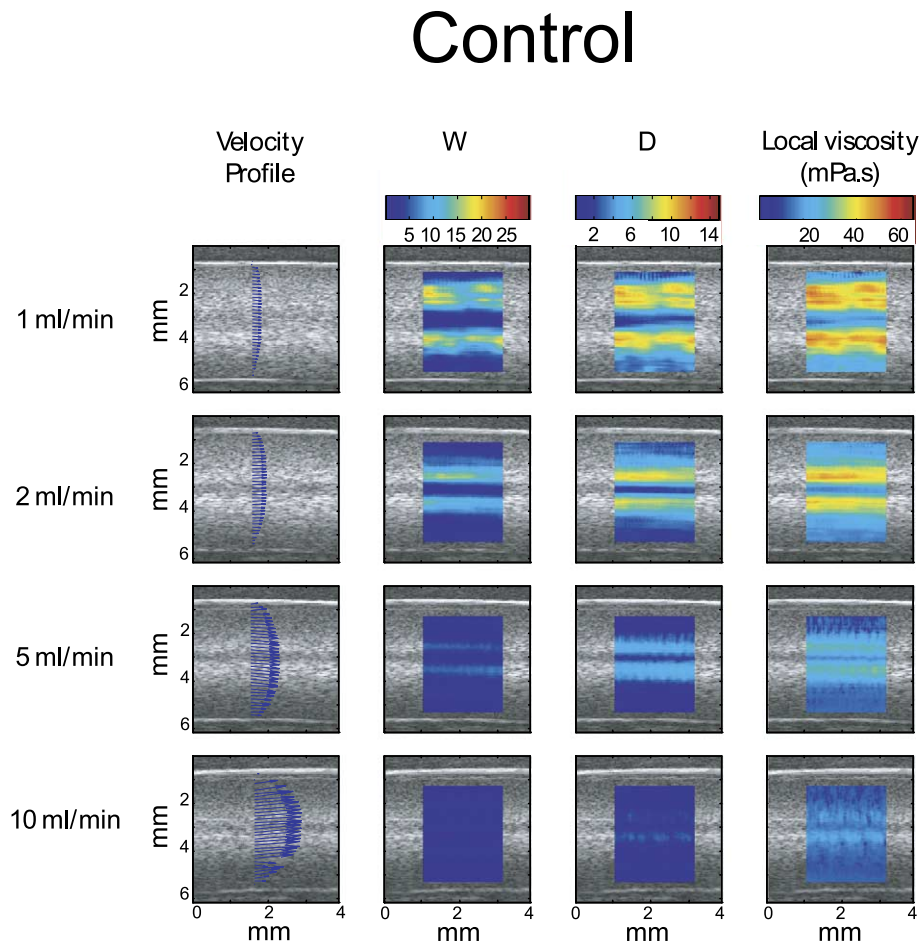 Control
Velocity
Profile
W
D
Local viscosity
(mPa.s)
5 10 15 20 25
2 6 10 14
20 40 60
1 ml/min
mm
2
4
6
2 ml/min
mm
2
4
6
5 ml/min
mm
2
4
6
10 ml/min
mm
2
4
6
0 2 4
0 2 4
0 2 4
0 2 4
mm
mm
mm
mm